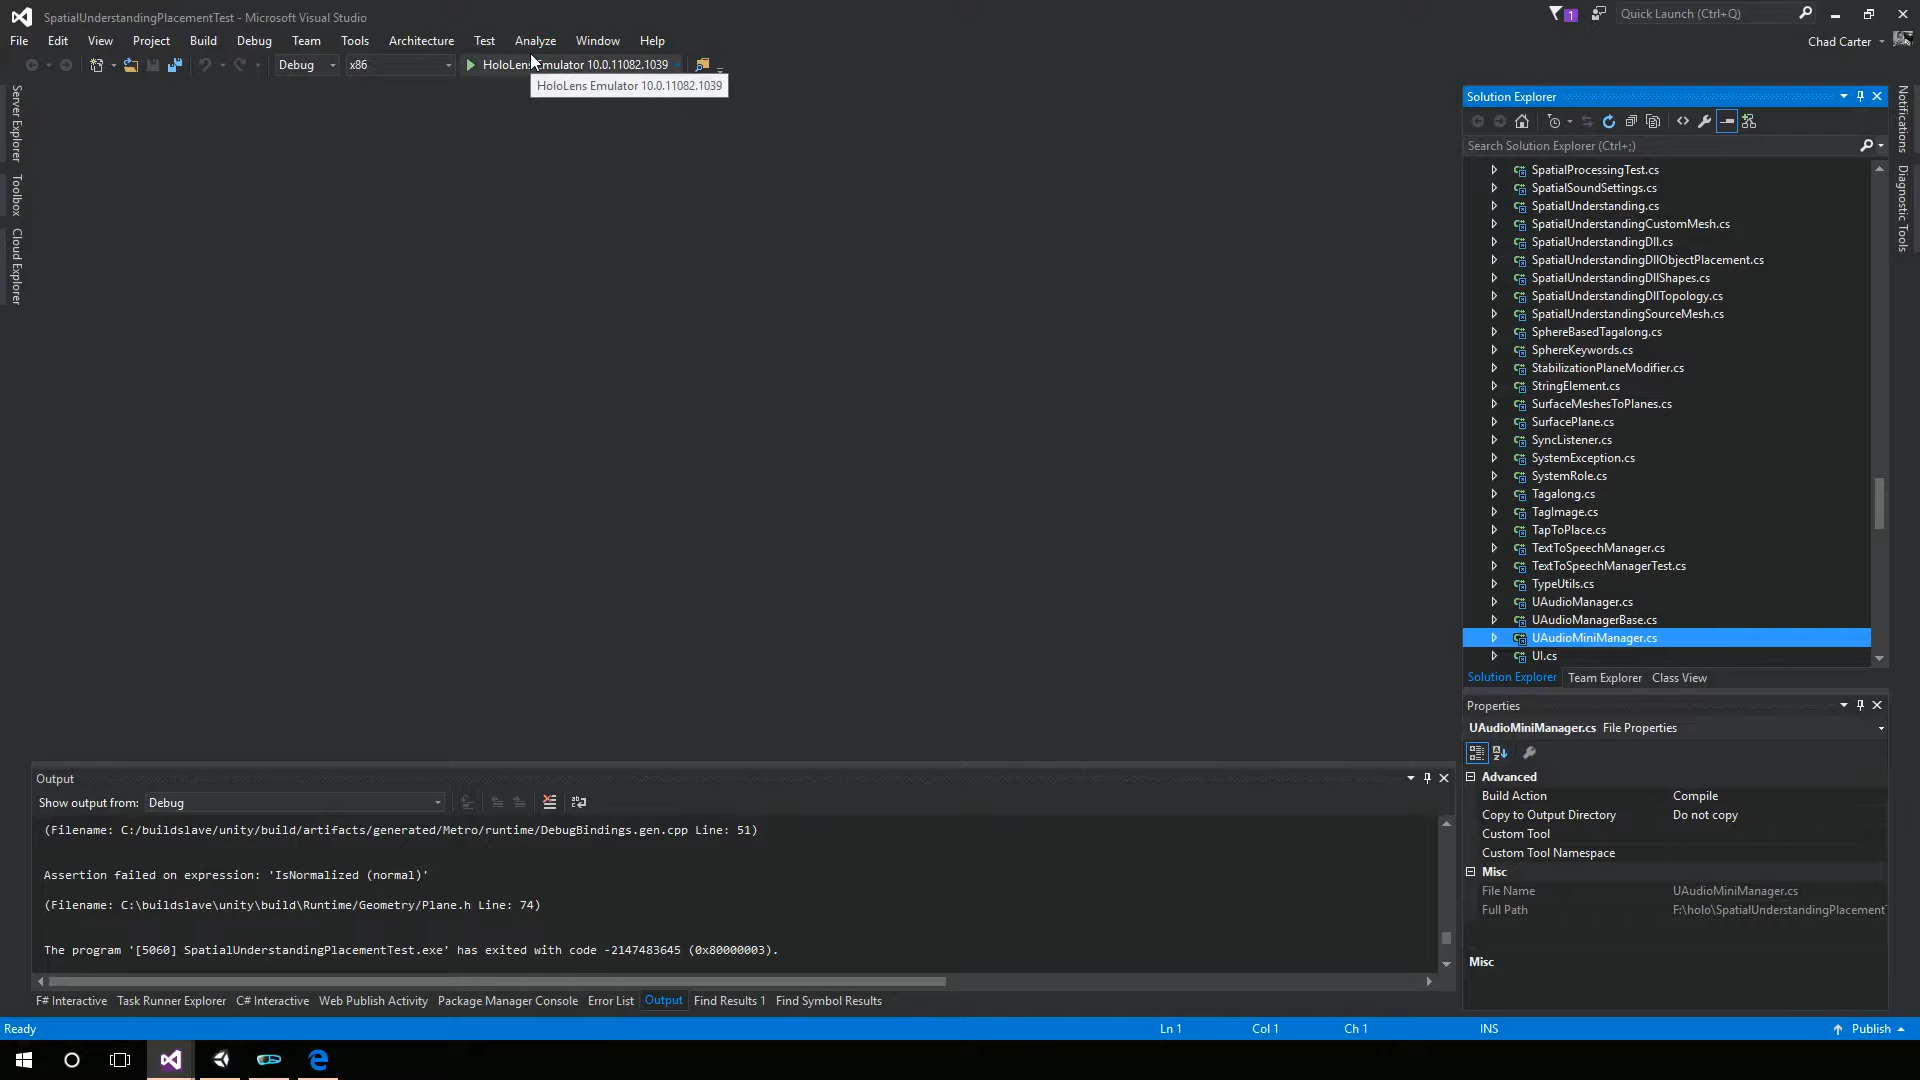 SpatialUnderstandingPlacementTest - Microsoft Visual Studio
1
Quick Launch (Ctrl+Q)
File Edit View Project Build Debug Team Tools Architecture Test Analyze Window Help
Chad Carter
Debug x86 HoloLens Emulator 10.0.11082.1039
HoloLens Emulator 10.0.11082.1039
Server Explorer
Toolbox
Cloud Explorer
Solution Explorer
Search Solution Explorer (Ctrl+;)
SpatialProcessingTest.cs
SpatialSoundSettings.cs
SpatialUnderstanding.cs
SpatialUnderstandingCustomMesh.cs
SpatialUnderstandingDll.cs
SpatialUnderstandingDllObjectPlacement.cs
SpatialUnderstandingDllShapes.cs
SpatialUnderstandingDllTopology.cs
SpatialUnderstandingSourceMesh.cs
SphereBasedTagalong.cs
SphereKeywords.cs
StabilizationPlaneModifier.cs
StringElement.cs
SurfaceMeshesToPlanes.cs
SurfacePlane.cs
SyncListener.cs
SystemException.cs
SystemRole.cs
Tagalong.cs
TagImage.cs
TapToPlace.cs
TextToSpeechManager.cs
TextToSpeechManagerTest.cs
TypeUtils.cs
UAudioManager.cs
UAudioManagerBase.cs
UAudioMiniManager.cs
UI.cs
Solution Explorer Team Explorer Class View
Notifications
Diagnostic Tools
Properties
UAudioMiniManager.cs File Properties
Advanced
Build Action Compile
Copy to Output Directory Do not copy
Custom Tool
Custom Tool Namespace
Misc
File Name UAudioMiniManager.cs
Full Path F:\holo\SpatialUnderstandingPlacement
Misc
Output
Show output from: Debug
(Filename: C:/buildslave/unity/build/artifacts/generated/Metro/runtime/DebugBindings.gen.cpp Line: 51)
Assertion failed on expression: 'IsNormalized (normal)'
(Filename: C:\buildslave\unity\build\Runtime/Geometry/Plane.h Line: 74)
The program '[5060] SpatialUnderstandingPlacementTest.exe' has exited with code -2147483645 (0x80000003).
F# Interactive Task Runner Explorer C# Interactive Web Publish Activity Package Manager Console Error List Output Find Results 1 Find Symbol Results
Ready Ln 1 Col 1 Ch 1 INS Publish